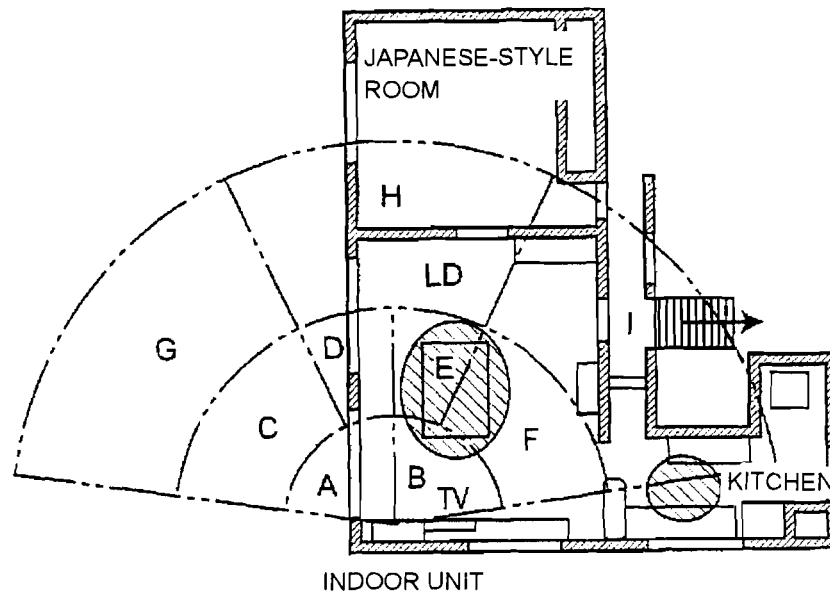 JAPANESE-STYLE
ROOM
H
LD
G
D
I
E
C
F
A
B
TV
KITCHEN
INDOOR UNIT